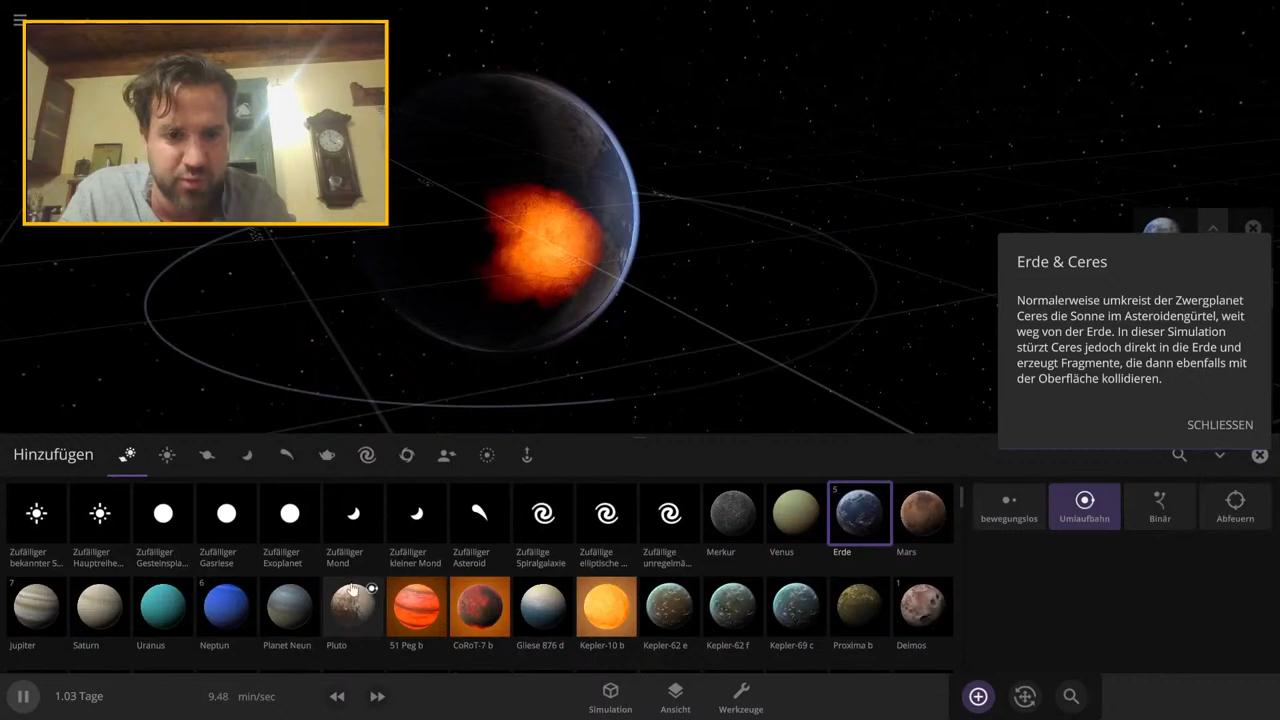 Erde & Ceres
Normalerweise umkreist der Zwergplanet
Ceres die Sonne im Asteroidengürtel, weit
weg von der Erde. In dieser Simulation
stürzt Ceres jedoch direkt in die Erde und
erzeugt Fragmente, die dann ebenfalls mit
der Oberfläche kollidieren.
SCHLIESSEN
Hinzufügen
Zufälliger
bekannter S...
Zufälliger
Hauptreihe...
Zufälliger
Gesteinspla...
Zufälliger
Gasriese
Zufälliger
Exoplanet
Zufälliger
Mond
Zufälliger
kleiner Mond
Zufälliger
Asteroid
Zufällige
Spiralgalaxie
Zufällige
elliptische ...
Zufällige
unregelmä...
Merkur
Venus
5
Erde
Mars
bewegungslos
Umlaufbahn
Binär
Abfeuern
7
Jupiter
Saturn
Uranus
6
Neptun
Planet Neun
Pluto
51 Peg b
CoRoT-7 b
Gliese 876 d
Kepler-10 b
Kepler-62 e
Kepler-62 f
Kepler-69 c
Proxima b
1
Deimos
1.03 Tage
9.48 min/sec
Simulation
Ansicht
Werkzeuge